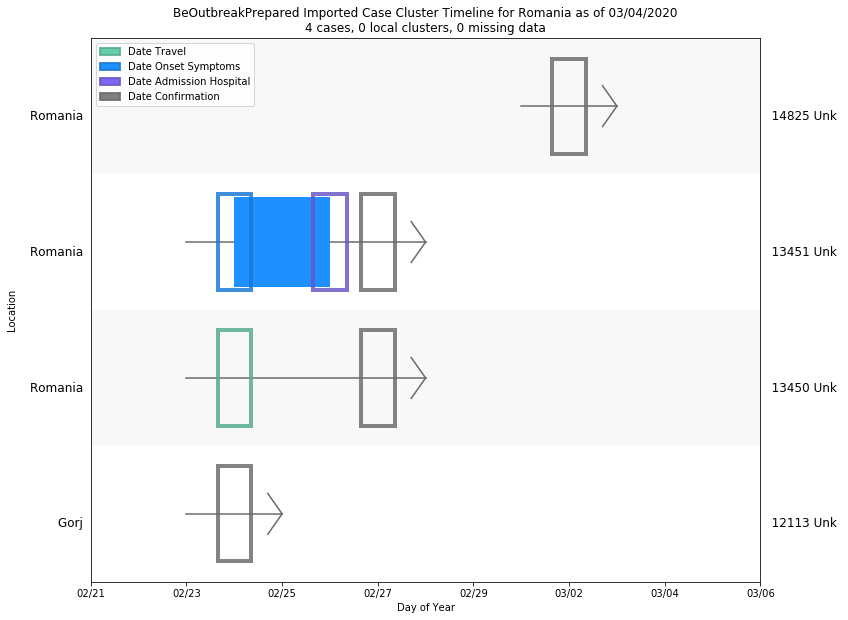 BeOutbreakPrepared Imported Case Cluster Timeline for Romania as of 03/04/2020
4 cases, 0 local clusters, 0 missing data
Date Travel
Date Onset Symptoms
Date Admission Hospital
Date Confirmation
Romania
14825 Unk
Romania
13451 Unk
Location
Romania
13450 Unk
Gorj
12113 Unk
02/21 02/23 02/25 02/27 02/29 03/02 03/04 03/06
Day of Year